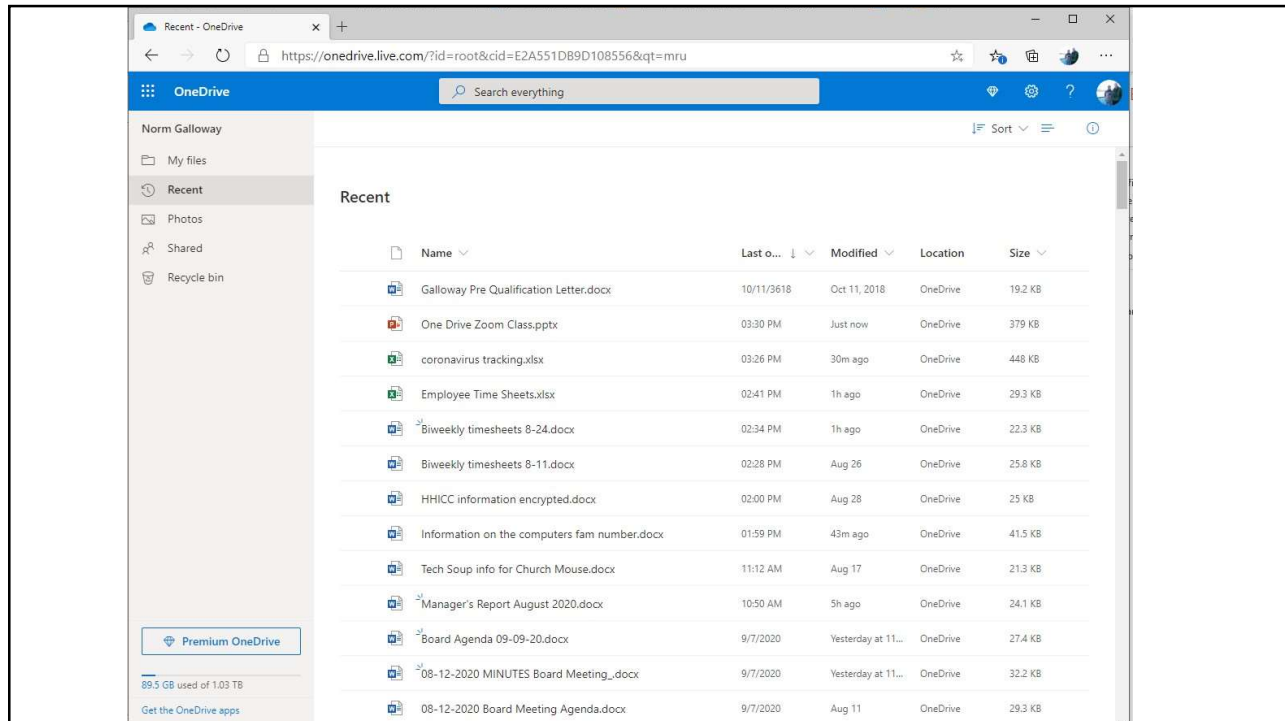 Recent - OneDrive
https://onedrive.live.com/?id=root&cid=E2A551DB9D108556&qt=mru
OneDrive
Search everything
?
Norm Galloway
Sort
My files
Recent
Photos
Shared
Recycle bin
Recent
Name Last o... ↓ Modified Location Size
Galloway Pre Qualification Letter.docx 10/11/3618 Oct 11, 2018 OneDrive 19.2 KB
One Drive Zoom Class.pptx 03:30 PM Just now OneDrive 379 KB
coronavirus tracking.xlsx 03:26 PM 30m ago OneDrive 448 KB
Employee Time Sheets.xlsx 02:41 PM 1h ago OneDrive 29.3 KB
Biweekly timesheets 8-24.docx 02:34 PM 1h ago OneDrive 22.3 KB
Biweekly timesheets 8-11.docx 02:28 PM Aug 26 OneDrive 25.8 KB
HHICC information encrypted.docx 02:00 PM Aug 28 OneDrive 25 KB
Information on the computers fam number.docx 01:59 PM 43m ago OneDrive 41.5 KB
Tech Soup info for Church Mouse.docx 11:12 AM Aug 17 OneDrive 21.3 KB
Manager's Report August 2020.docx 10:50 AM 5h ago OneDrive 24.1 KB
Board Agenda 09-09-20.docx 9/7/2020 Yesterday at 11... OneDrive 27.4 KB
08-12-2020 MINUTES Board Meeting_.docx 9/7/2020 Yesterday at 11... OneDrive 32.2 KB
08-12-2020 Board Meeting Agenda.docx 9/7/2020 Aug 11 OneDrive 29.3 KB
Premium OneDrive
89.5 GB used of 1.03 TB
Get the OneDrive apps